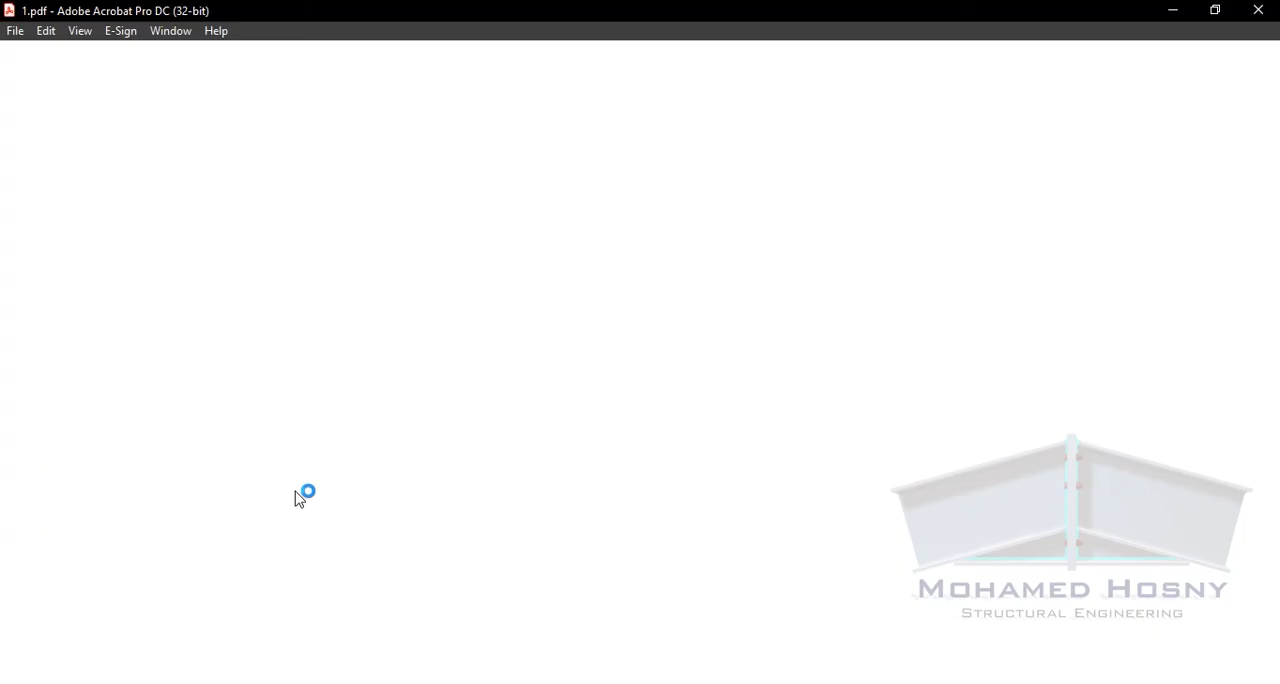 1.pdf - Adobe Acrobat Pro DC (32-bit)
File Edit View E-Sign Window Help
MOHAMED HOSNY
STRUCTURAL ENGINEERING